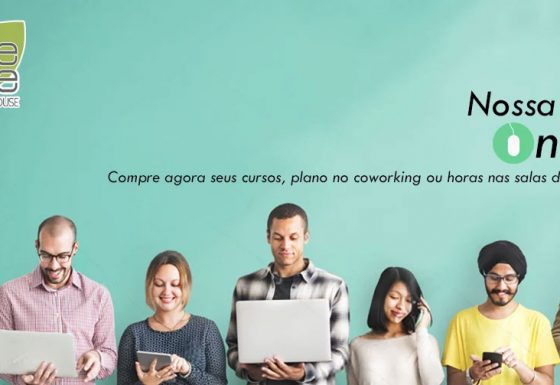 e
a
OUSE
Nossa
On
Compre agora seus cursos, plano no coworking ou horas nas salas d